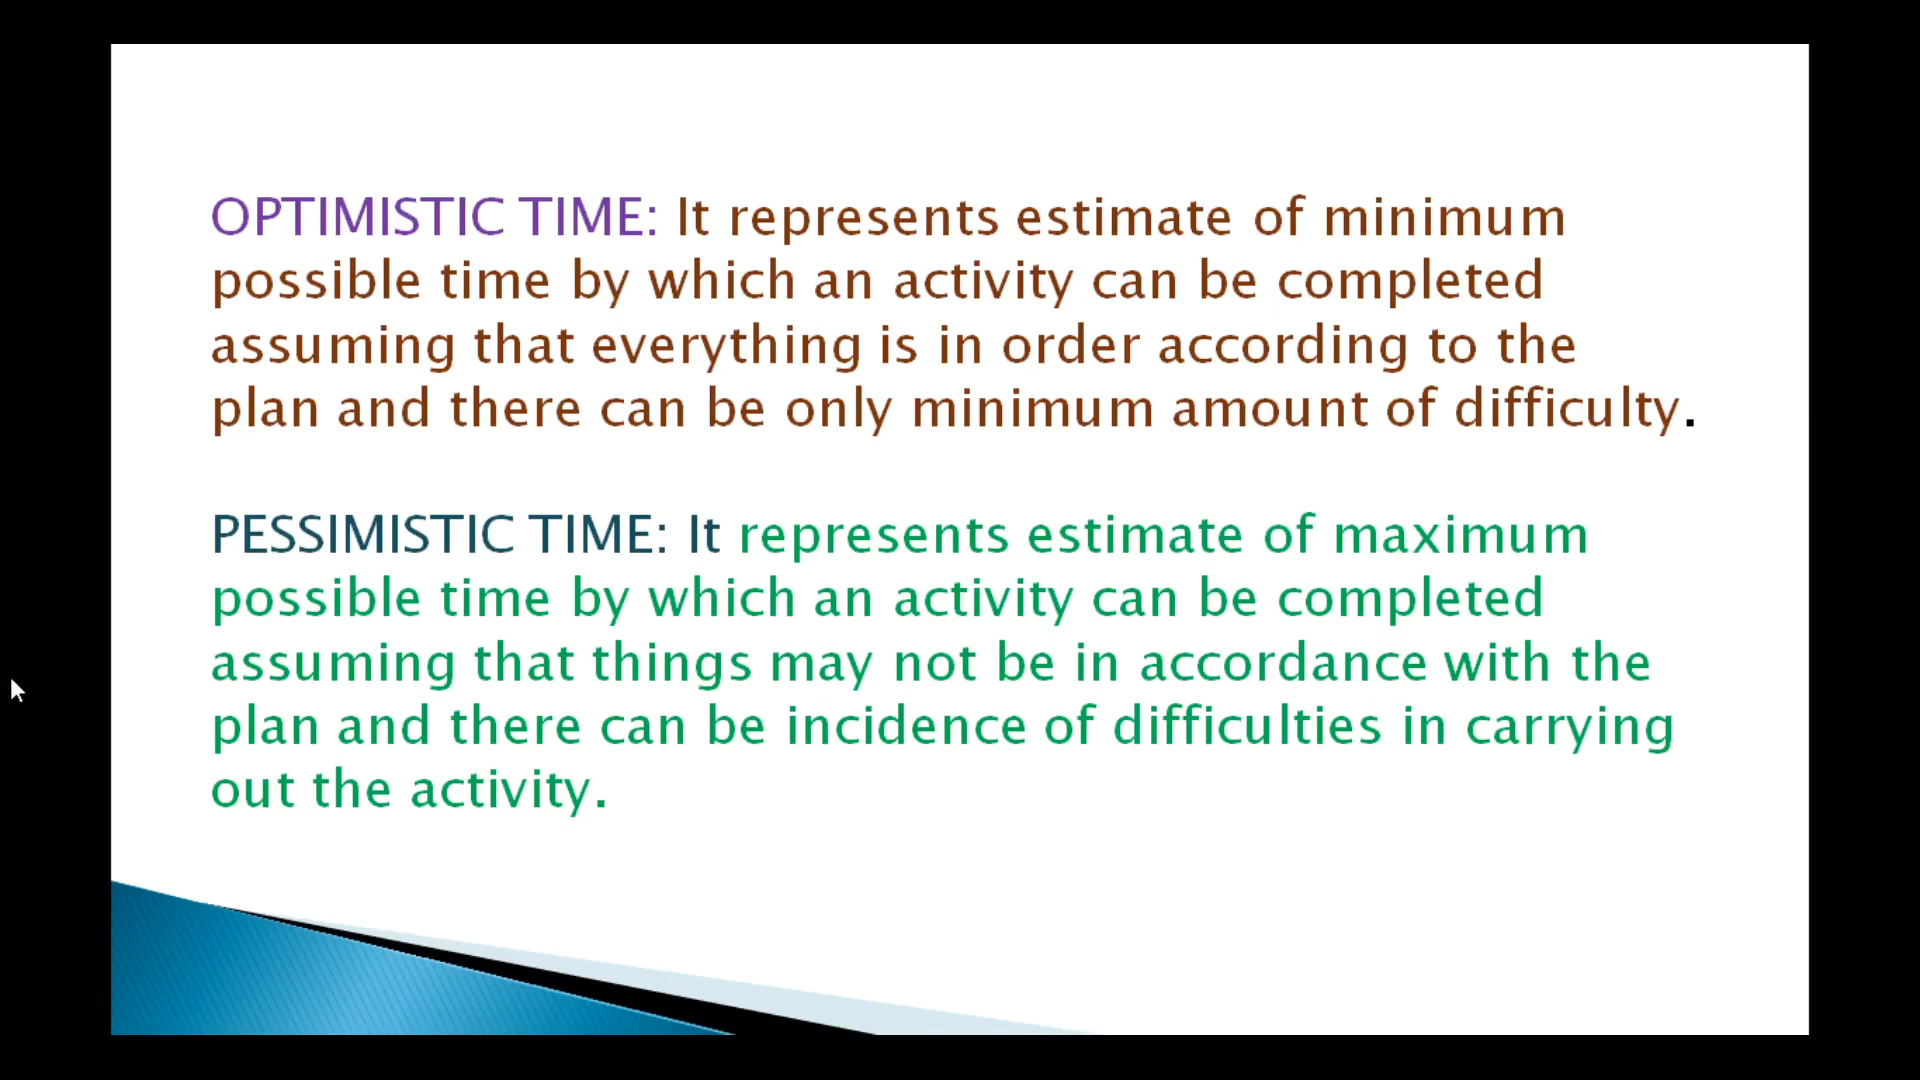 OPTIMISTIC TIME: It represents estimate of minimum
possible time by which an activity can be completed
assuming that everything is in order according to the
plan and there can be only minimum amount of difficulty.
PESSIMISTIC TIME: It represents estimate of maximum
possible time by which an activity can be completed
assuming that things may not be in accordance with the
plan and there can be incidence of difficulties in carrying
out the activity.